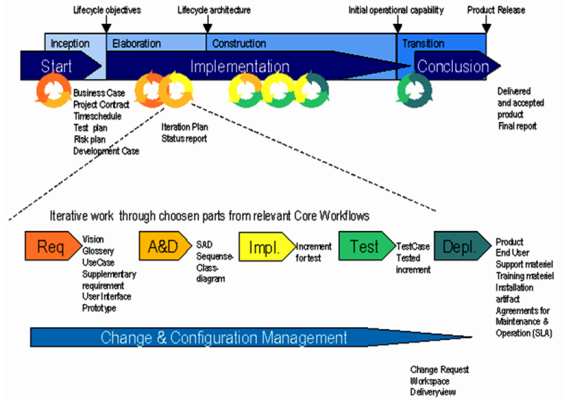 Lifecycle objectives
Lifecycle architecture
Initial operational capability
Product Release
Inception
Elaboration
Construction
Transition
Start
Implementation
Conclusion
Business Case
Project Contract
Timeschedule
Test plan
Risk plan
Development Case
Iteration Plan
Status report
Delivered
and accepted
product
Final report
Iterative work through choosen parts from relevant Core Workflows
Req
Vision
Glossery
UseCase
Supplementary
requirement
User Interface
Prototype
A&D
SAD
Sequense-
Class-
diagram
Impl.
Increment
for test
Test
TestCase
Tested
increment
Depl.
Product
End User
Support materiel
Training materiel
Installation
artifact
Agreements for
Maintenance &
Operation (SLA)
Change & Configuration Management
Change Request
Workspace
Deliveryview